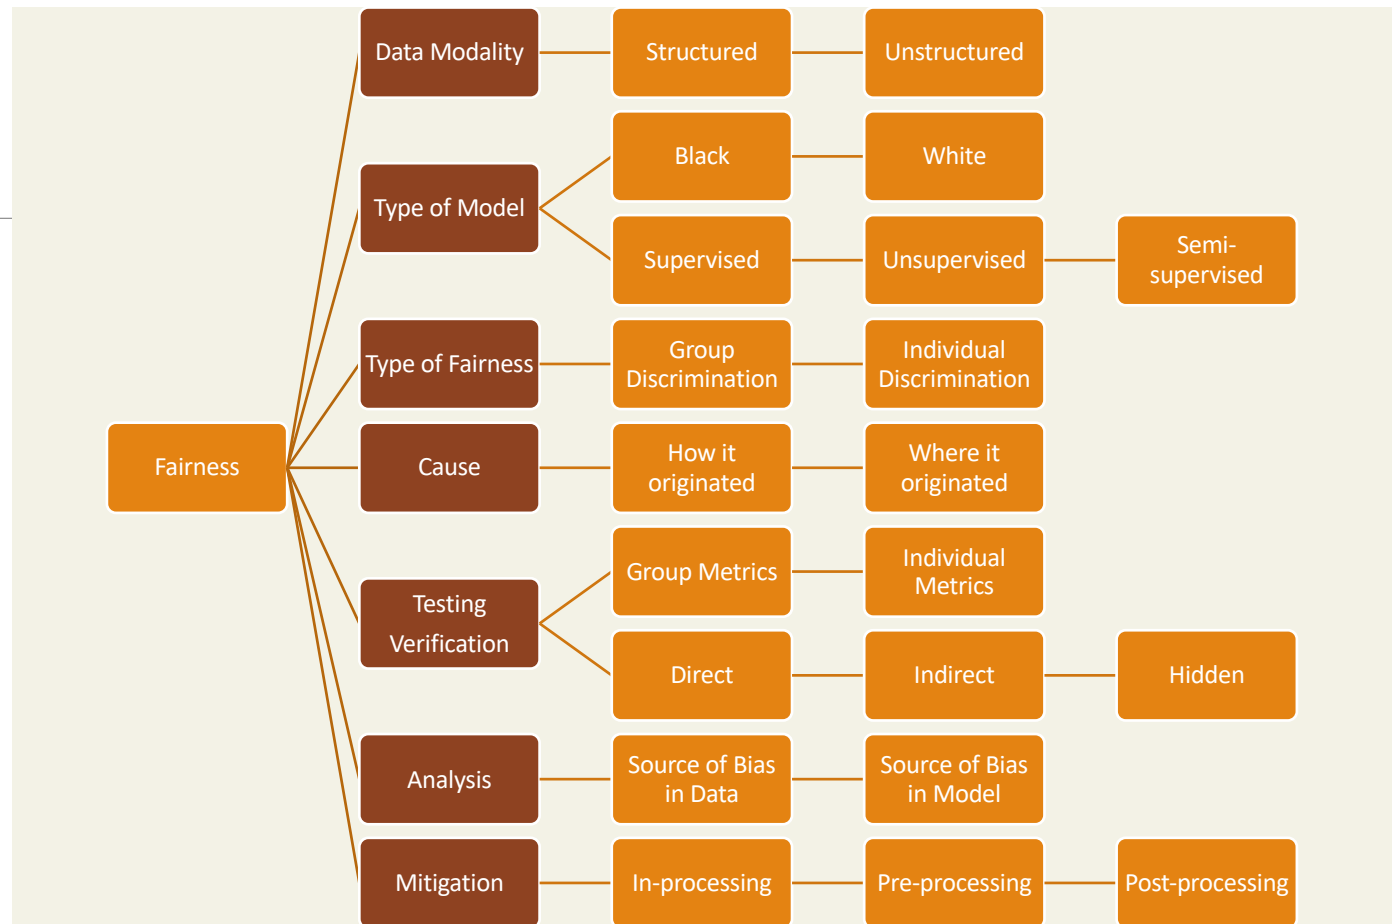 Data Modality
Structured
Unstructured
Black
White
Type of Model
Supervised
Unsupervised
Semi-
supervised
Type of Fairness
Group
Discrimination
Individual
Discrimination
Fairness
Cause
How it
originated
Where it
originated
Group Metrics
Individual
Metrics
Testing
Verification
Direct
Indirect
Hidden
Analysis
Source of Bias
in Data
Source of Bias
in Model
Mitigation
In-processing
Pre-processing
Post-processing